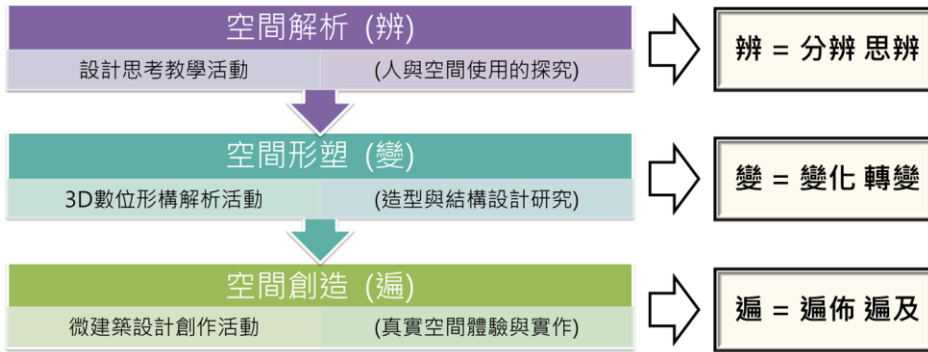 空間解析 (辨)
設計思考教學活動
(人與空間使用的探究)
辨 = 分辨 思辨
空間形塑 (變)
3D數位形構解析活動
(造型與結構設計研究)
變 = 變化 轉變
空間創造 (遍)
微建築設計創作活動
(真實空間體驗與實作)
遍 = 遍佈 遍及